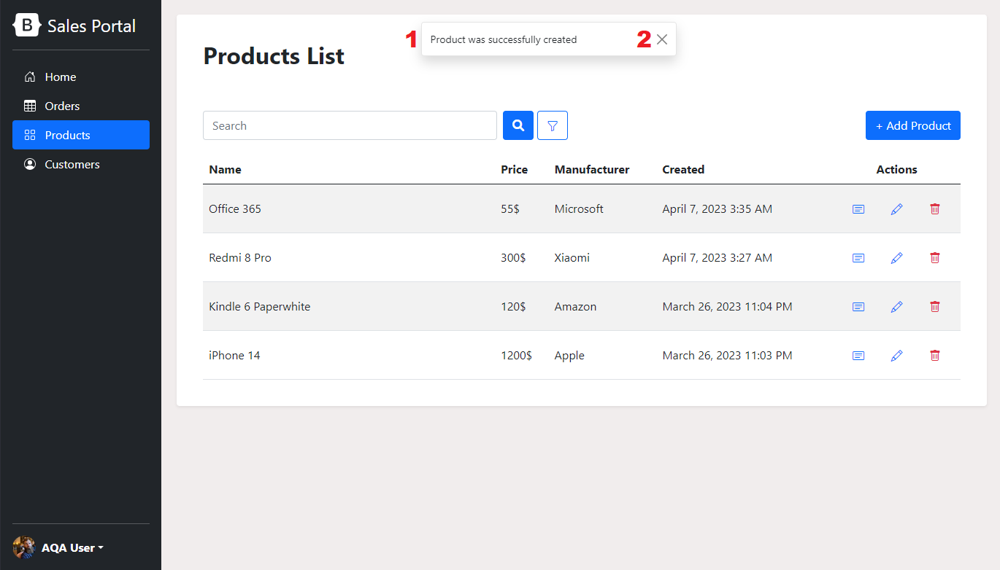 B Sales Portal
Home
Orders
Products
Customers
AQA User
1 Product was successfully created 2
Products List
Search
+ Add Product
Name Price Manufacturer Created Actions
Office 365 55$ Microsoft April 7, 2023 3:35 AM
Redmi 8 Pro 300$ Xiaomi April 7, 2023 3:27 AM
Kindle 6 Paperwhite 120$ Amazon March 26, 2023 11:04 PM
iPhone 14 1200$ Apple March 26, 2023 11:03 PM